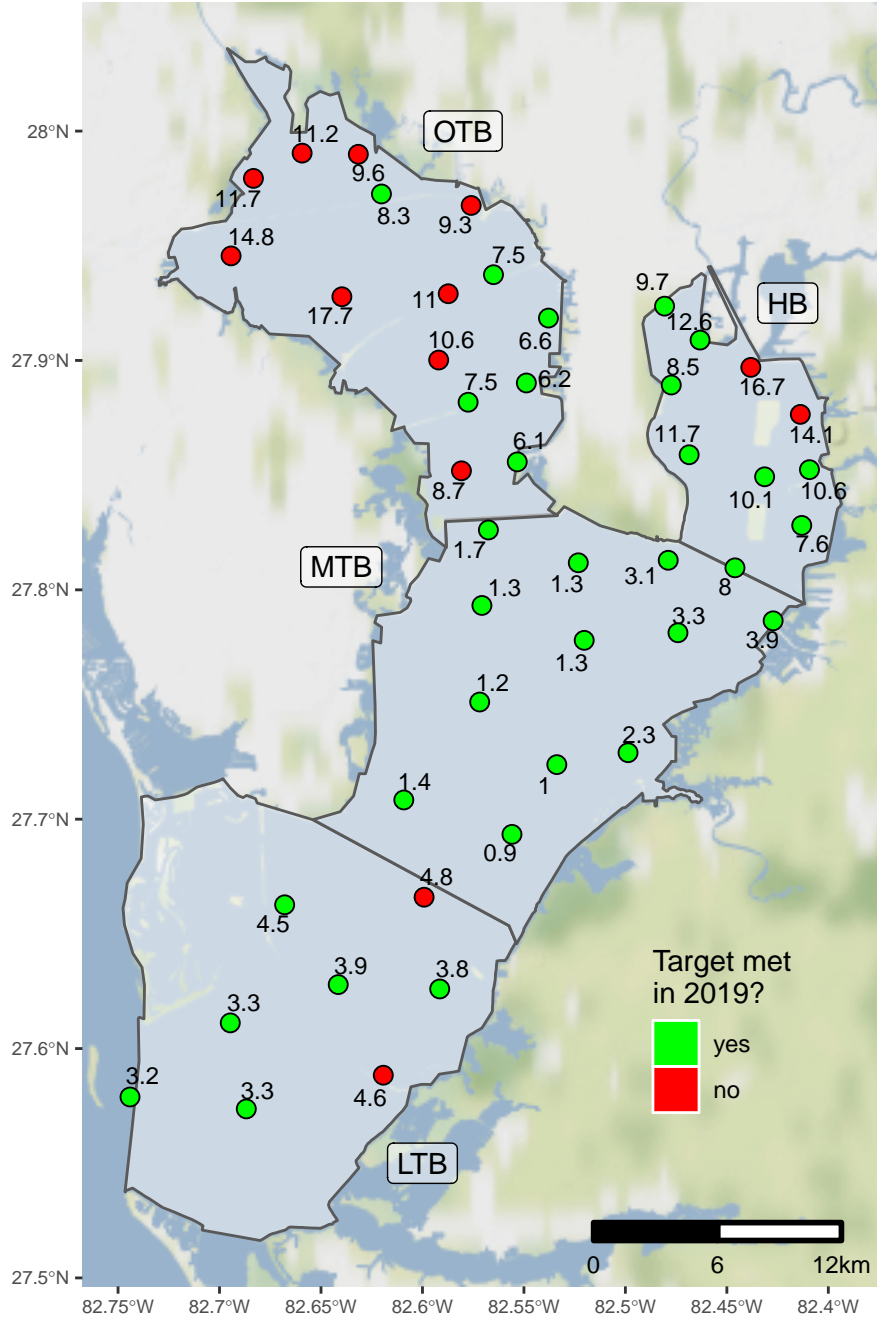 28°N
27.9°N
27.8°N
27.7°N
27.6°N
27.5°N
OTB
11.2
9.6
11.7
8.3
9.3
14.8
7.5
17.7
11
6.6
10.6
7.5
6.2
6.1
8.7
HB
9.7
12.6
8.5
16.7
11.7
14.1
10.1
10.6
7.6
8
MTB
1.7
1.3
3.1
1.3
3.3
3.9
1.3
1.2
2.3
1
1.4
0.9
4.8
4.5
3.9
3.8
3.3
3.2
3.3
4.6
LTB
Target met
in 2019?
yes
no
0 6 12km
82.75°W 82.7°W 82.65°W 82.6°W 82.55°W 82.5°W 82.45°W 82.4°W